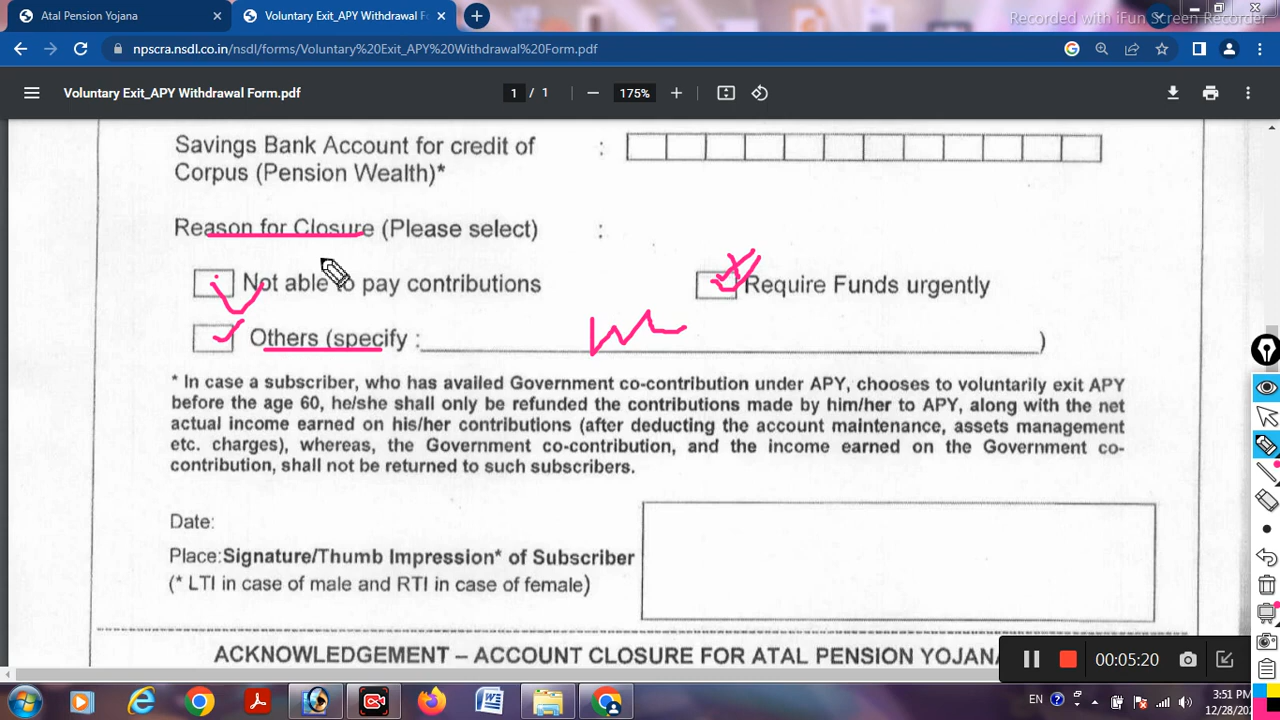 Atal Pension Yojana
Voluntary Exit_APY Withdrawal Fo
Recorded with iFun Screen Recorder
npscra.nsdl.co.in/nsdl/forms/Voluntary%20Exit_APY%20Withdrawal%20Form.pdf
Voluntary Exit_APY Withdrawal Form.pdf
1 / 1
175%
Savings Bank Account for credit of :
Corpus (Pension Wealth)*
Reason for Closure (Please select) :
Not able to pay contributions
Require Funds urgently
Others (specify : )
* In case a subscriber, who has availed Government co-contribution under APY, chooses to voluntarily exit APY
before the age 60, he/she shall only be refunded the contributions made by him/her to APY, along with the net
actual income earned on his/her contributions (after deducting the account maintenance, assets management
etc. charges), whereas, the Government co-contribution, and the income earned on the Government co-
contribution, shall not be returned to such subscribers.
Date:
Place:Signature/Thumb Impression* of Subscriber
(* LTI in case of male and RTI in case of female)
ACKNOWLEDGEMENT – ACCOUNT CLOSURE FOR ATAL PENSION YOJANA
00:05:20
EN
3:51 PM
12/28/20